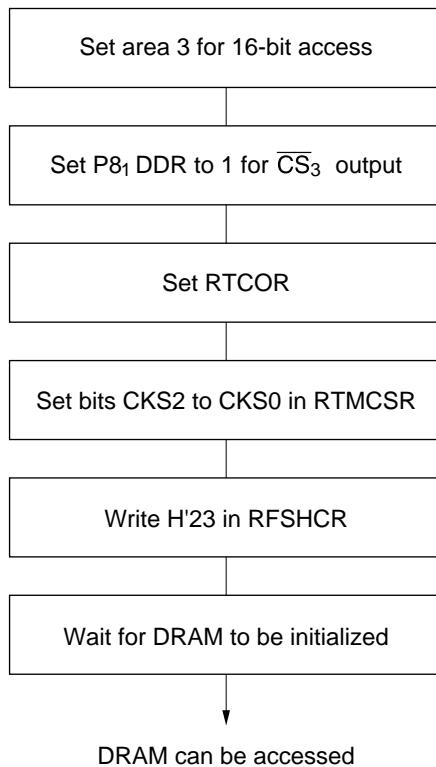 Set area 3 for 16-bit access
Set P8₁ DDR to 1 for C̅S̅₃ output
Set RTCOR
Set bits CKS2 to CKS0 in RTMCSR
Write H'23 in RFSHCR
Wait for DRAM to be initialized
DRAM can be accessed